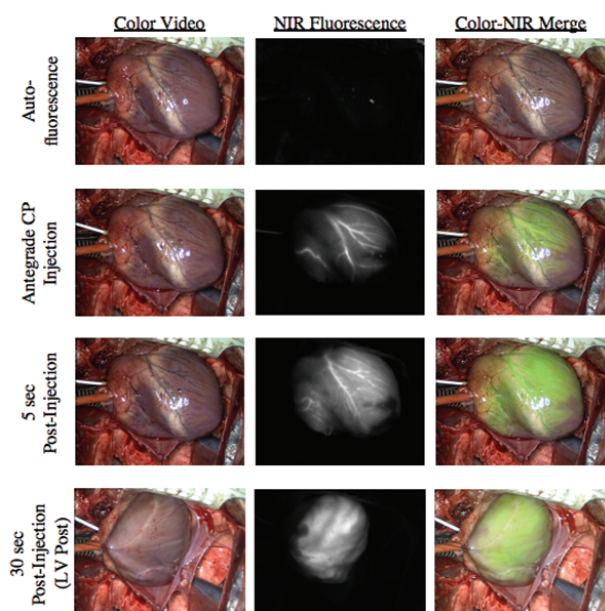 Color Video NIR Fluorescence Color-NIR Merge
Auto-
fluorescence
Antegrade CP
Injection
5 sec
Post-Injection
30 sec
Post-Injection
(LV Post)